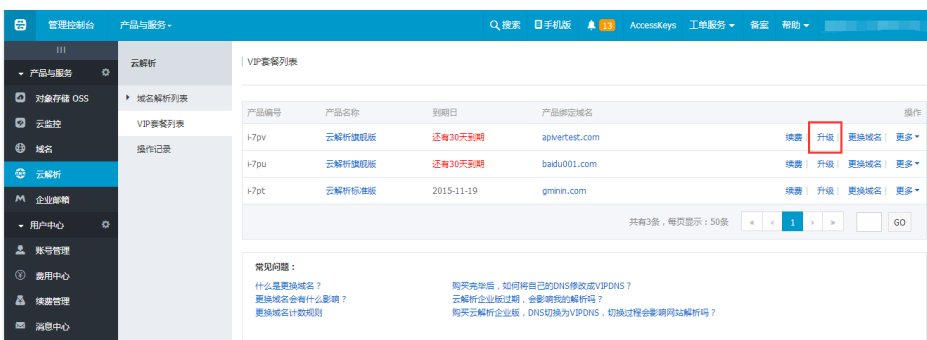 管理控制台 产品与服务 搜索 手机版 13 AccessKeys 工单服务 备案 帮助
产品与服务
对象存储 OSS
云监控
域名
云解析
企业邮箱
用户中心
账号管理
费用中心
续费管理
消息中心
云解析
域名解析列表
VIP套餐列表
操作记录
VIP套餐列表
产品编号 产品名称 到期日 产品绑定域名 操作
i-7pv 云解析旗舰版 还有30天到期 apivertest.com 续费 | 升级 | 更换域名 | 更多
i-7pu 云解析旗舰版 还有30天到期 baidu001.com 续费 | 升级 | 更换域名 | 更多
i-7pt 云解析标准版 2015-11-19 gminin.com 续费 | 升级 | 更换域名 | 更多
共有3条，每页显示：50条 « ‹ 1 › » GO
常见问题：
什么是更换域名？ 购买完毕后，如何将自己的DNS修改成VIPDNS？
更换域名会有什么影响？ 云解析企业版过期，会影响我的解析吗？
更换域名计数规则 购买云解析企业版，DNS切换为VIPDNS，切换过程会影响网站解析吗？